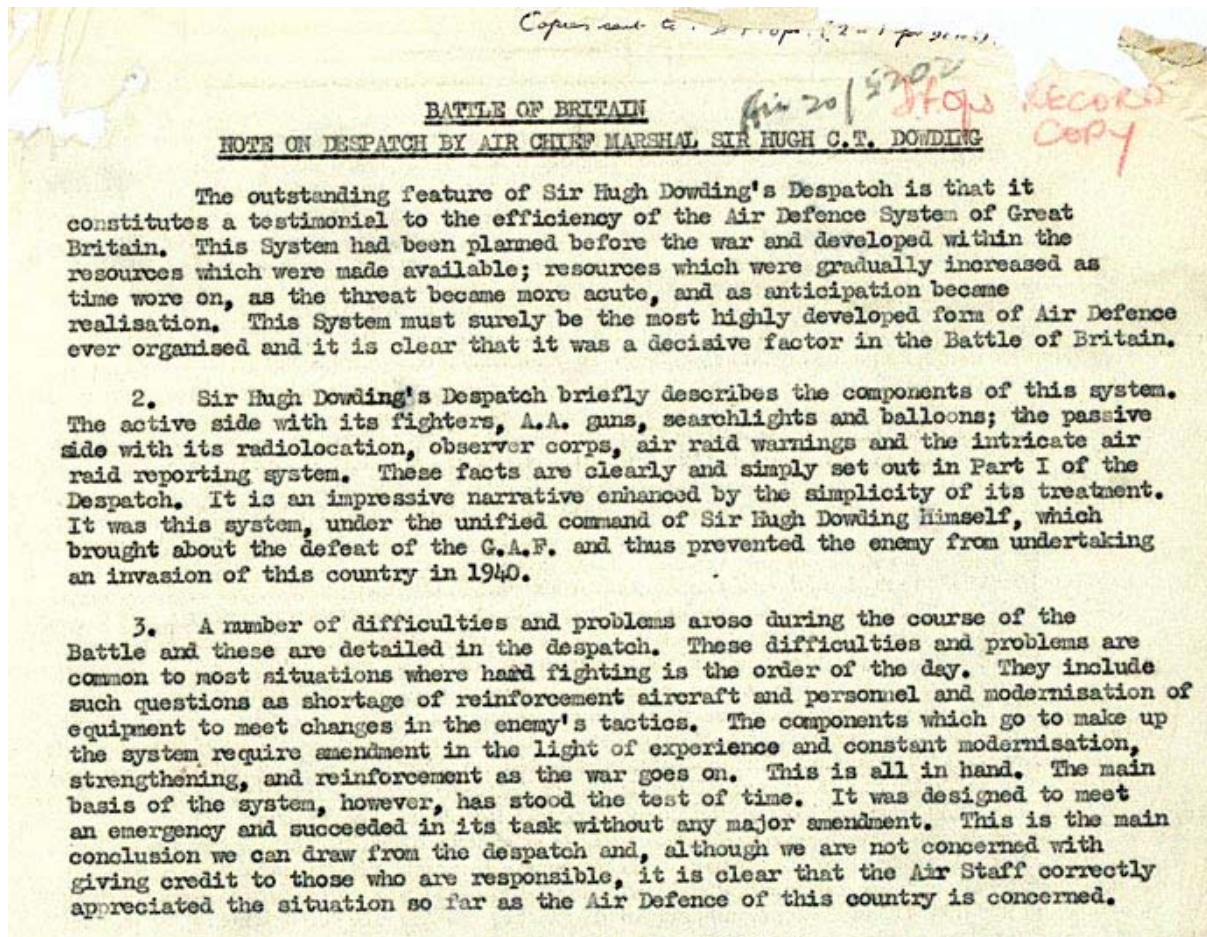 Copies sent to
Air 20/5202
RECORD
COPY
BATTLE OF BRITAIN
NOTE ON DESPATCH BY AIR CHIEF MARSHAL SIR HUGH C.T. DOWDING
The outstanding feature of Sir Hugh Dowding's Despatch is that it
constitutes a testimonial to the efficiency of the Air Defence System of Great
Britain. This System had been planned before the war and developed within the
resources which were made available; resources which were gradually increased as
time wore on, as the threat became more acute, and as anticipation became
realisation. This System must surely be the most highly developed form of Air Defence
ever organised and it is clear that it was a decisive factor in the Battle of Britain.
2. Sir Hugh Dowding's Despatch briefly describes the components of this system.
The active side with its fighters, A.A. guns, searchlights and balloons; the passive
side with its radiolocation, observer corps, air raid warnings and the intricate air
raid reporting system. These facts are clearly and simply set out in Part I of the
Despatch. It is an impressive narrative enhanced by the simplicity of its treatment.
It was this system, under the unified command of Sir Hugh Dowding Himself, which
brought about the defeat of the G.A.F. and thus prevented the enemy from undertaking
an invasion of this country in 1940.
3. A number of difficulties and problems arose during the course of the
Battle and these are detailed in the despatch. These difficulties and problems are
common to most situations where hard fighting is the order of the day. They include
such questions as shortage of reinforcement aircraft and personnel and modernisation of
equipment to meet changes in the enemy's tactics. The components which go to make up
the system require amendment in the light of experience and constant modernisation,
strengthening, and reinforcement as the war goes on. This is all in hand. The main
basis of the system, however, has stood the test of time. It was designed to meet
an emergency and succeeded in its task without any major amendment. This is the main
conclusion we can draw from the despatch and, although we are not concerned with
giving credit to those who are responsible, it is clear that the Air Staff correctly
appreciated the situation so far as the Air Defence of this country is concerned.